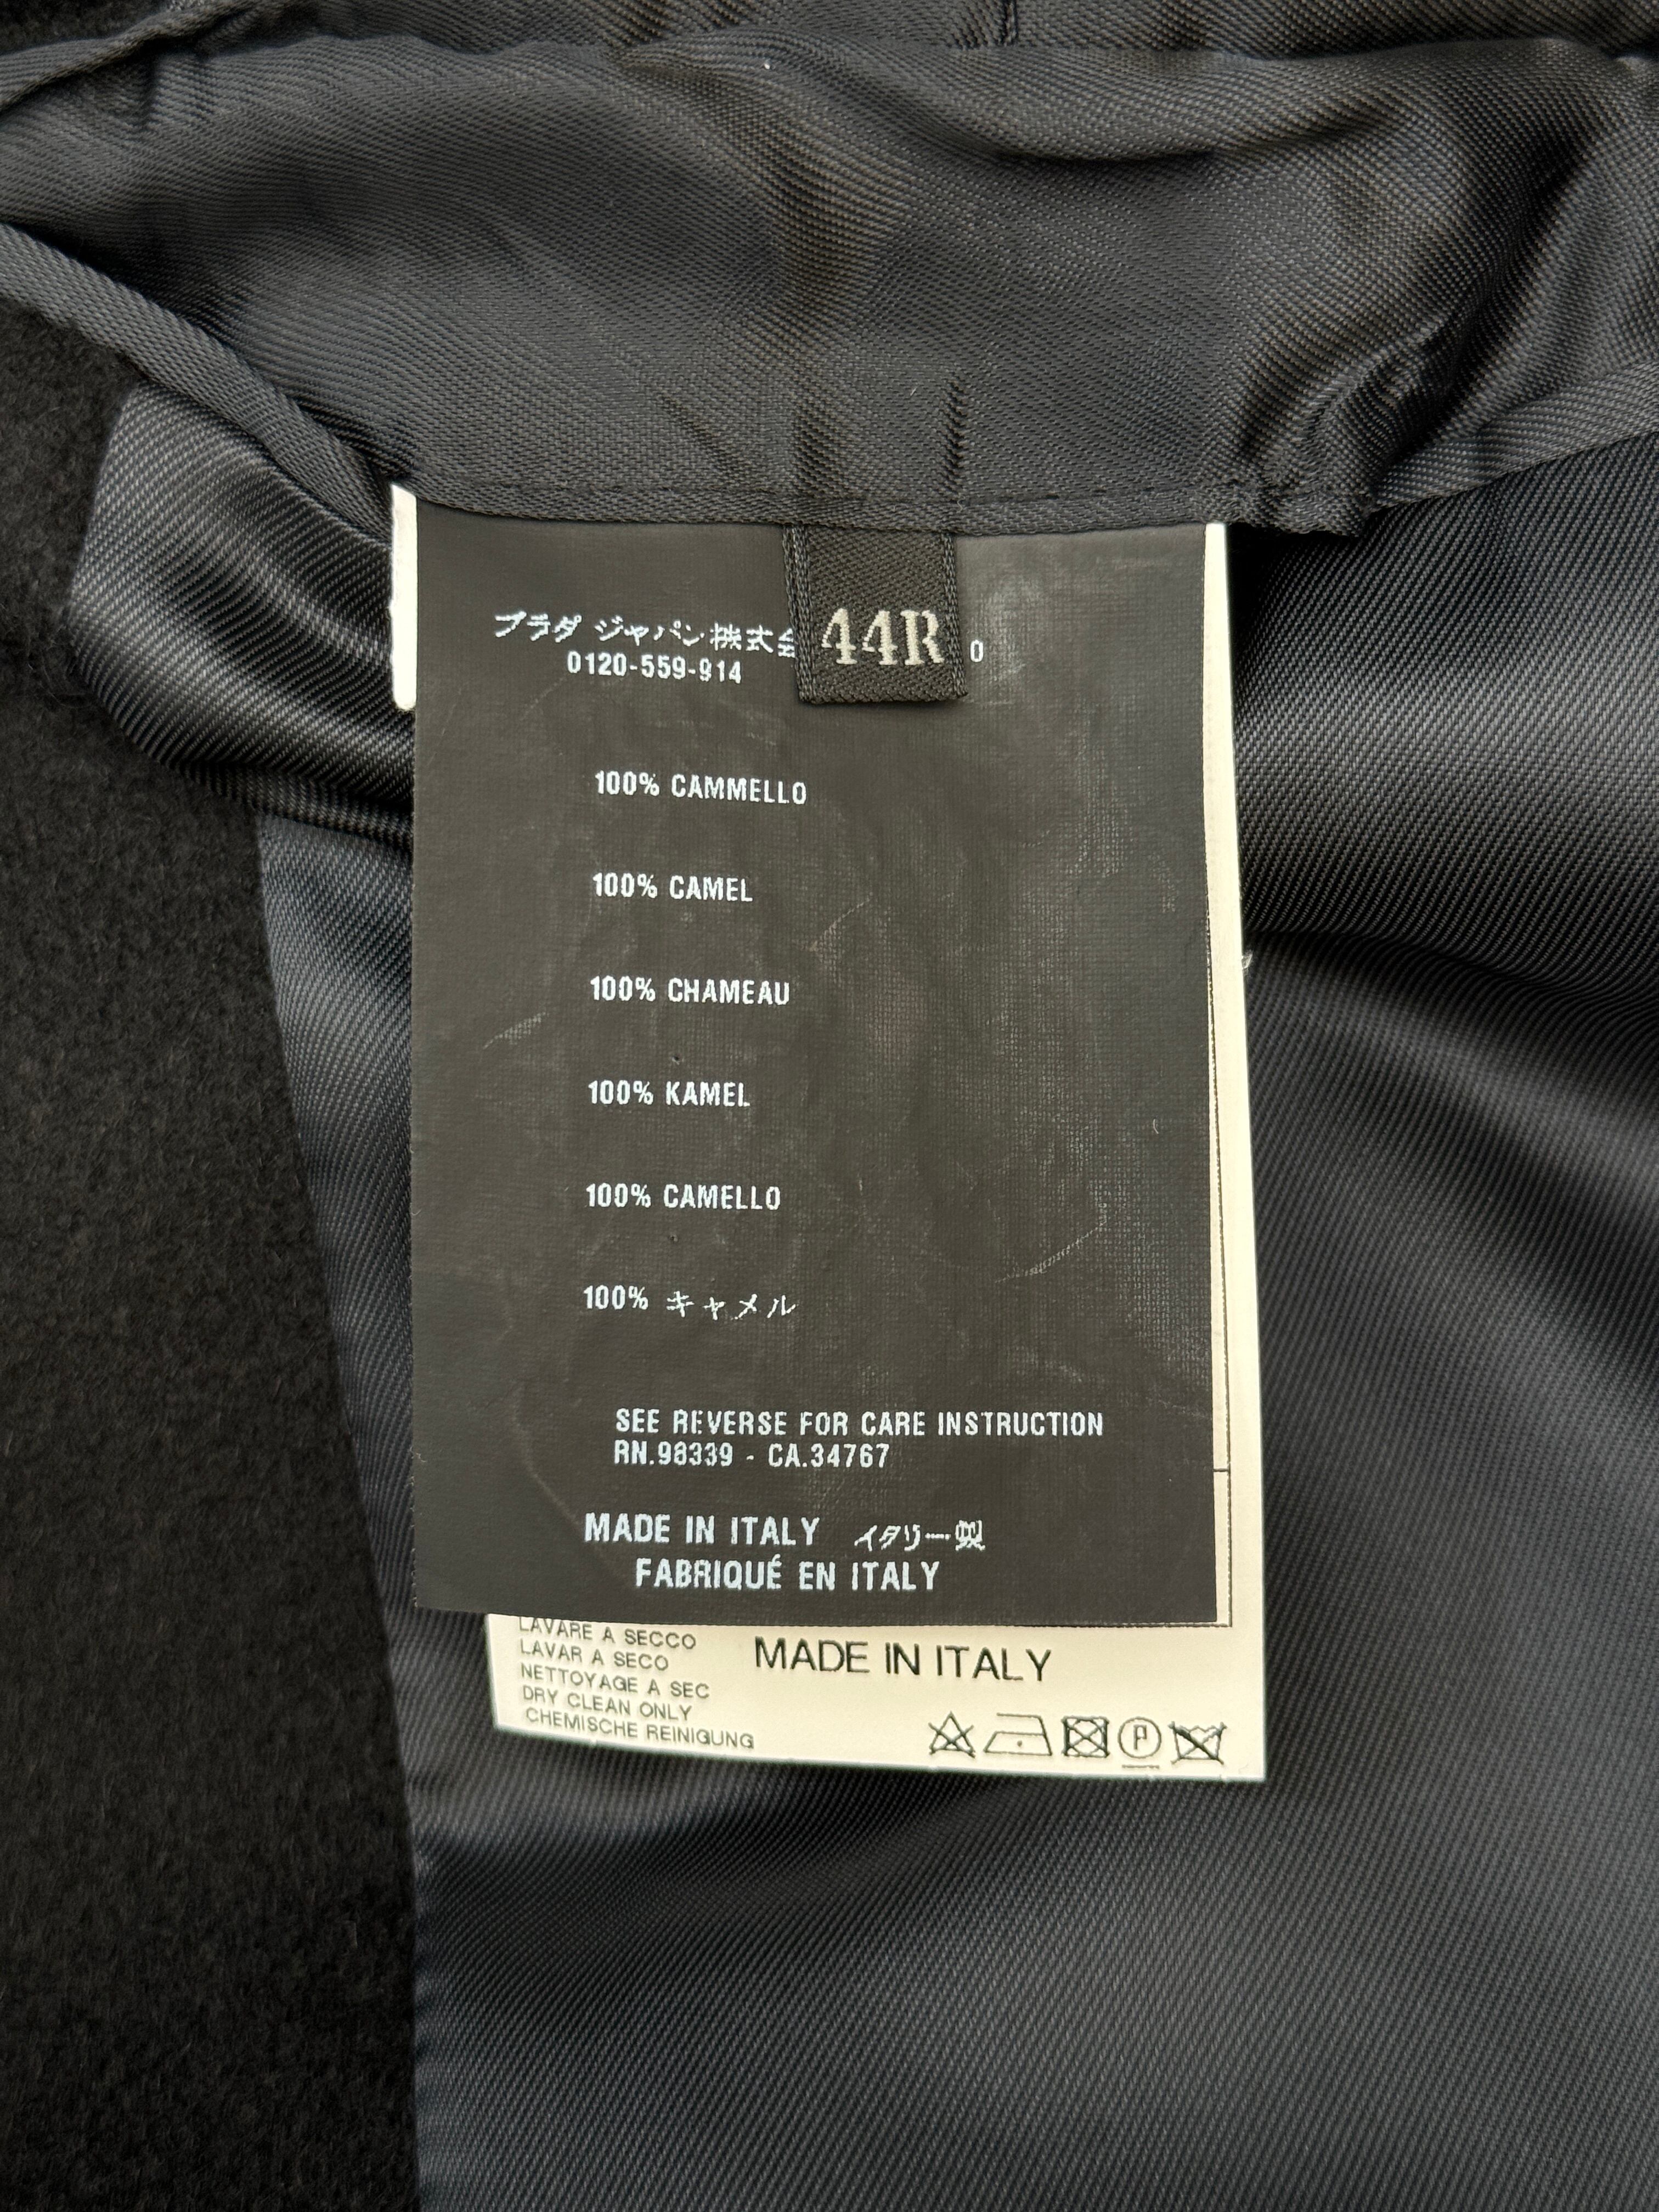 プラダ ジャパン株式会
44R
0
0120-559-914
100% CAMMELLO
100% CAMEL
100% CHAMEAU
100% KAMEL
100% CAMELLO
100% キャメル
SEE REVERSE FOR CARE INSTRUCTION
RN.98339 - CA.34767
MADE IN ITALY イタリー製
FABRIQUÉ EN ITALY
LAVARE A SECCO
LAVAR A SECO
NETTOYAGE A SEC
DRY CLEAN ONLY
CHEMISCHE REINIGUNG
MADE IN ITALY
P